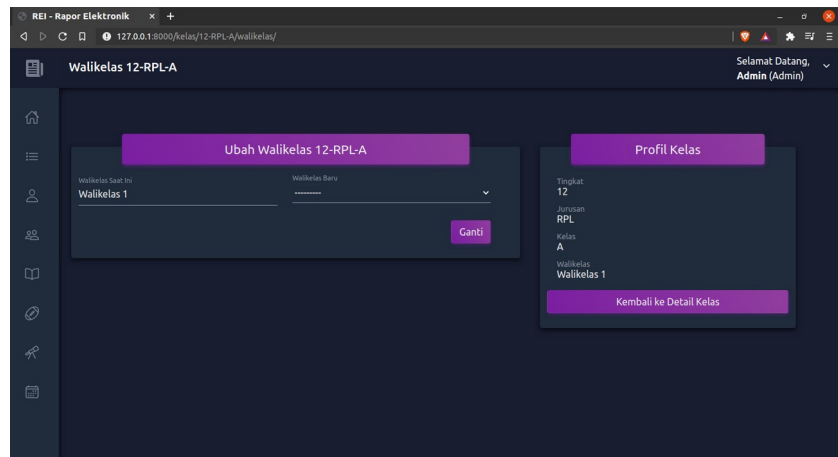 REI - Rapor Elektronik
127.0.0.1:8000/kelas/12-RPL-A/walikelas/
Walikelas 12-RPL-A
Selamat Datang,
Admin (Admin)
Ubah Walikelas 12-RPL-A
Walikelas Saat Ini
Walikelas 1
Walikelas Baru
---------
Ganti
Profil Kelas
Tingkat
12
Jurusan
RPL
Kelas
A
Walikelas
Walikelas 1
Kembali ke Detail Kelas